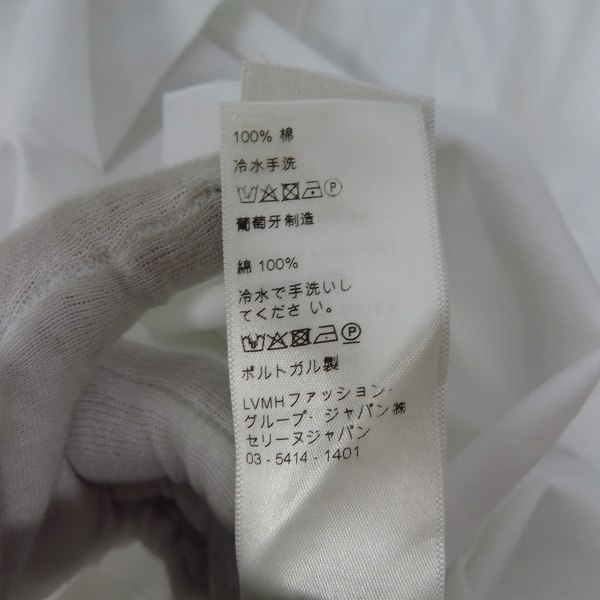 100% 棉
冷水手洗
P
葡萄牙制造
綿 100%
冷水で手洗いし
てくださ い。
P
ポルトガル製
LVMHファッション·
グループ· ジャパン㈱
セリーヌジャパン
03 - 5414 - 1401